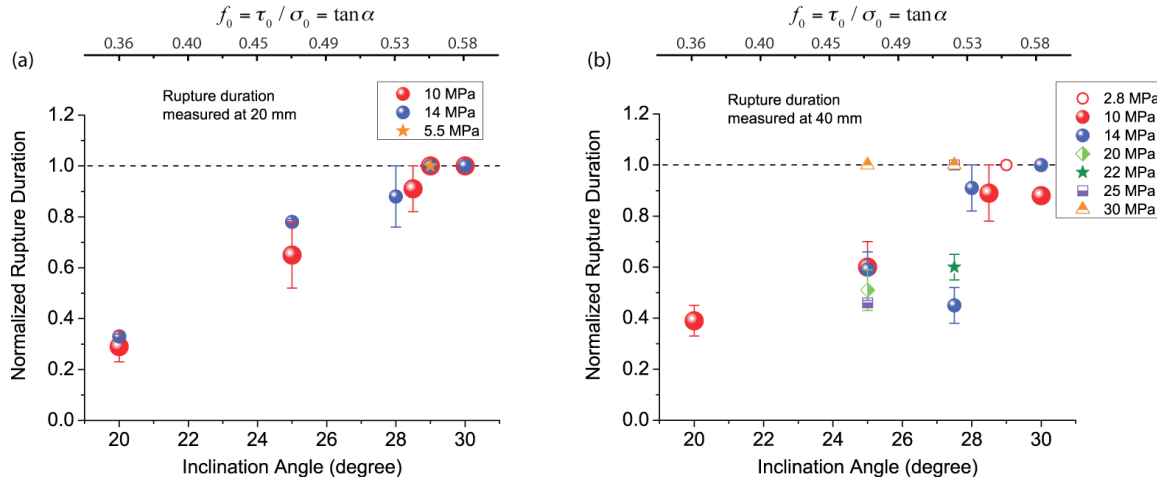 f₀ = τ₀ / σ₀ = tan α
0.36 0.40 0.45 0.49 0.53 0.58
(a)
Rupture duration
measured at 20 mm
10 MPa
14 MPa
5.5 MPa
1.2
1.0
0.8
0.6
0.4
0.2
0.0
Normalized Rupture Duration
20 22 24 26 28 30
Inclination Angle (degree)
f₀ = τ₀ / σ₀ = tan α
0.36 0.40 0.45 0.49 0.53 0.58
(b)
Rupture duration
measured at 40 mm
2.8 MPa
10 MPa
14 MPa
20 MPa
22 MPa
25 MPa
30 MPa
1.2
1.0
0.8
0.6
0.4
0.2
0.0
Normalized Rupture Duration
20 22 24 26 28 30
Inclination Angle (degree)